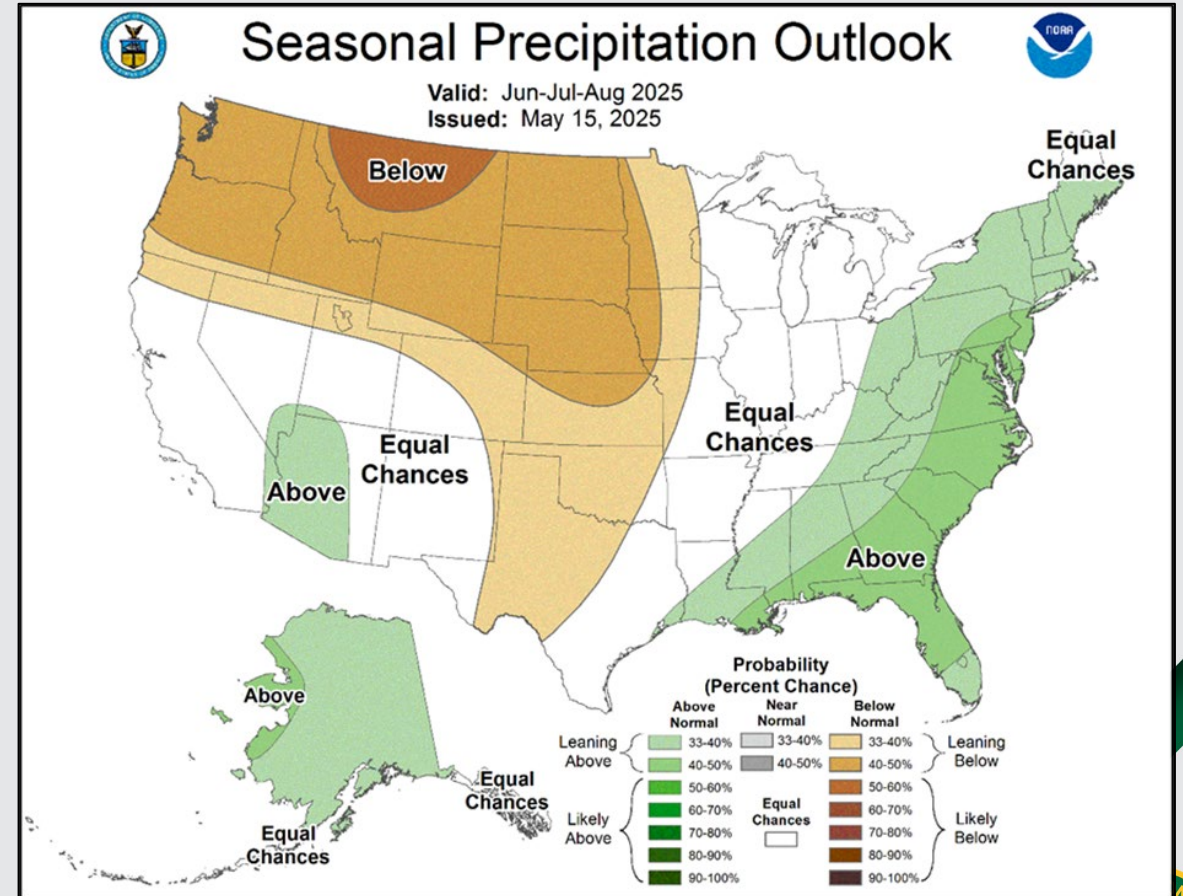 Seasonal Precipitation Outlook
NOAA
Valid: Jun-Jul-Aug 2025
Issued: May 15, 2025
Equal
Chances
Below
Equal
Chances
Equal
Chances
Above
Above
Above
Equal
Chances
Equal
Chances
Probability
(Percent Chance)
Above
Normal
Near
Normal
Below
Normal
Leaning
Above
33-40%
33-40%
33-40%
Leaning
Below
40-50%
40-50%
40-50%
50-60%
50-60%
60-70%
60-70%
Likely
Above
70-80%
Equal
Chances
70-80%
Likely
Below
80-90%
80-90%
90-100%
90-100%